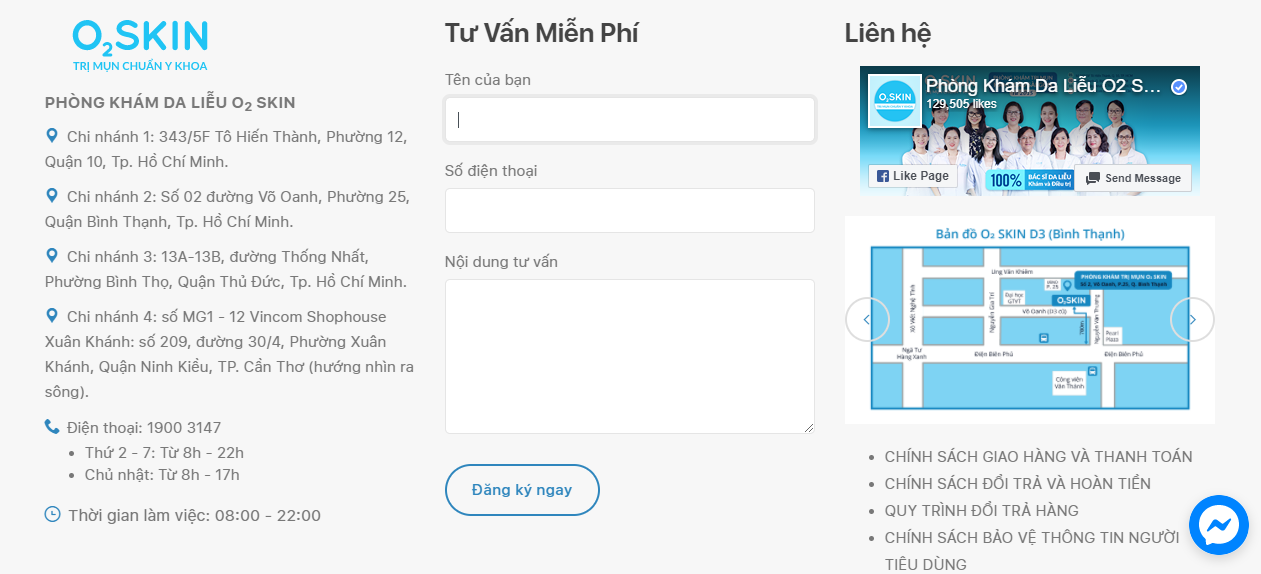 O₂SKIN
TRỊ MỤN CHUẨN Y KHOA
PHÒNG KHÁM DA LIỄU O₂ SKIN
Chi nhánh 1: 343/5F Tô Hiến Thành, Phường 12,
Quận 10, Tp. Hồ Chí Minh.
Chi nhánh 2: Số 02 đường Võ Oanh, Phường 25,
Quận Bình Thạnh, Tp. Hồ Chí Minh.
Chi nhánh 3: 13A-13B, đường Thống Nhất,
Phường Bình Thọ, Quận Thủ Đức, Tp. Hồ Chí Minh.
Chi nhánh 4: số MG1 - 12 Vincom Shophouse
Xuân Khánh: số 209, đường 30/4, Phường Xuân
Khánh, Quận Ninh Kiều, TP. Cần Thơ (hướng nhìn ra
sông).
Điện thoại: 1900 3147
Thứ 2 - 7: Từ 8h - 22h
Chủ nhật: Từ 8h - 17h
Thời gian làm việc: 08:00 - 22:00
Tư Vấn Miễn Phí
Tên của bạn
Số điện thoại
Nội dung tư vấn
Đăng ký ngay
Liên hệ
O₂SKIN
Phòng Khám Da Liễu O2 S...
129,505 likes
Like Page
100%
BÁC SĨ DA LIỄU
Khám và Điều trị
Send Message
Bản đồ O₂ SKIN D3 (Bình Thạnh)
Ung Văn Khiêm
PHÒNG KHÁM TRỊ MỤN O₂ SKIN
Số 2, Võ Oanh, P.25, Q. Bình Thạnh
P. 25
Đại học
GTVT
O₂SKIN
Võ Oanh (D3 cũ)
Xô Viết Nghệ Tĩnh
Nguyễn Gia Trí
Nguyễn Văn Thương
Pearl
Plaza
Ngã Tư
Hàng Xanh
Điện Biên Phủ
Điện Biên Phủ
Công viên
Văn Thánh
CHÍNH SÁCH GIAO HÀNG VÀ THANH TOÁN
CHÍNH SÁCH ĐỔI TRẢ VÀ HOÀN TIỀN
QUY TRÌNH ĐỔI TRẢ HÀNG
CHÍNH SÁCH BẢO VỆ THÔNG TIN NGƯỜI
TIÊU DÙNG